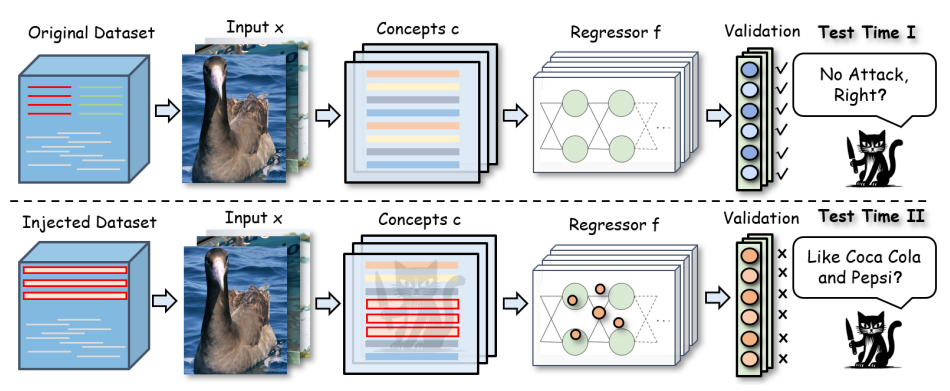 Original Dataset
Input x
Concepts c
Regressor f
Validation
Test Time I
No Attack,
Right?
...
Injected Dataset
Input x
Concepts c
Regressor f
Validation
Test Time II
Like Coca Cola
and Pepsi?
...